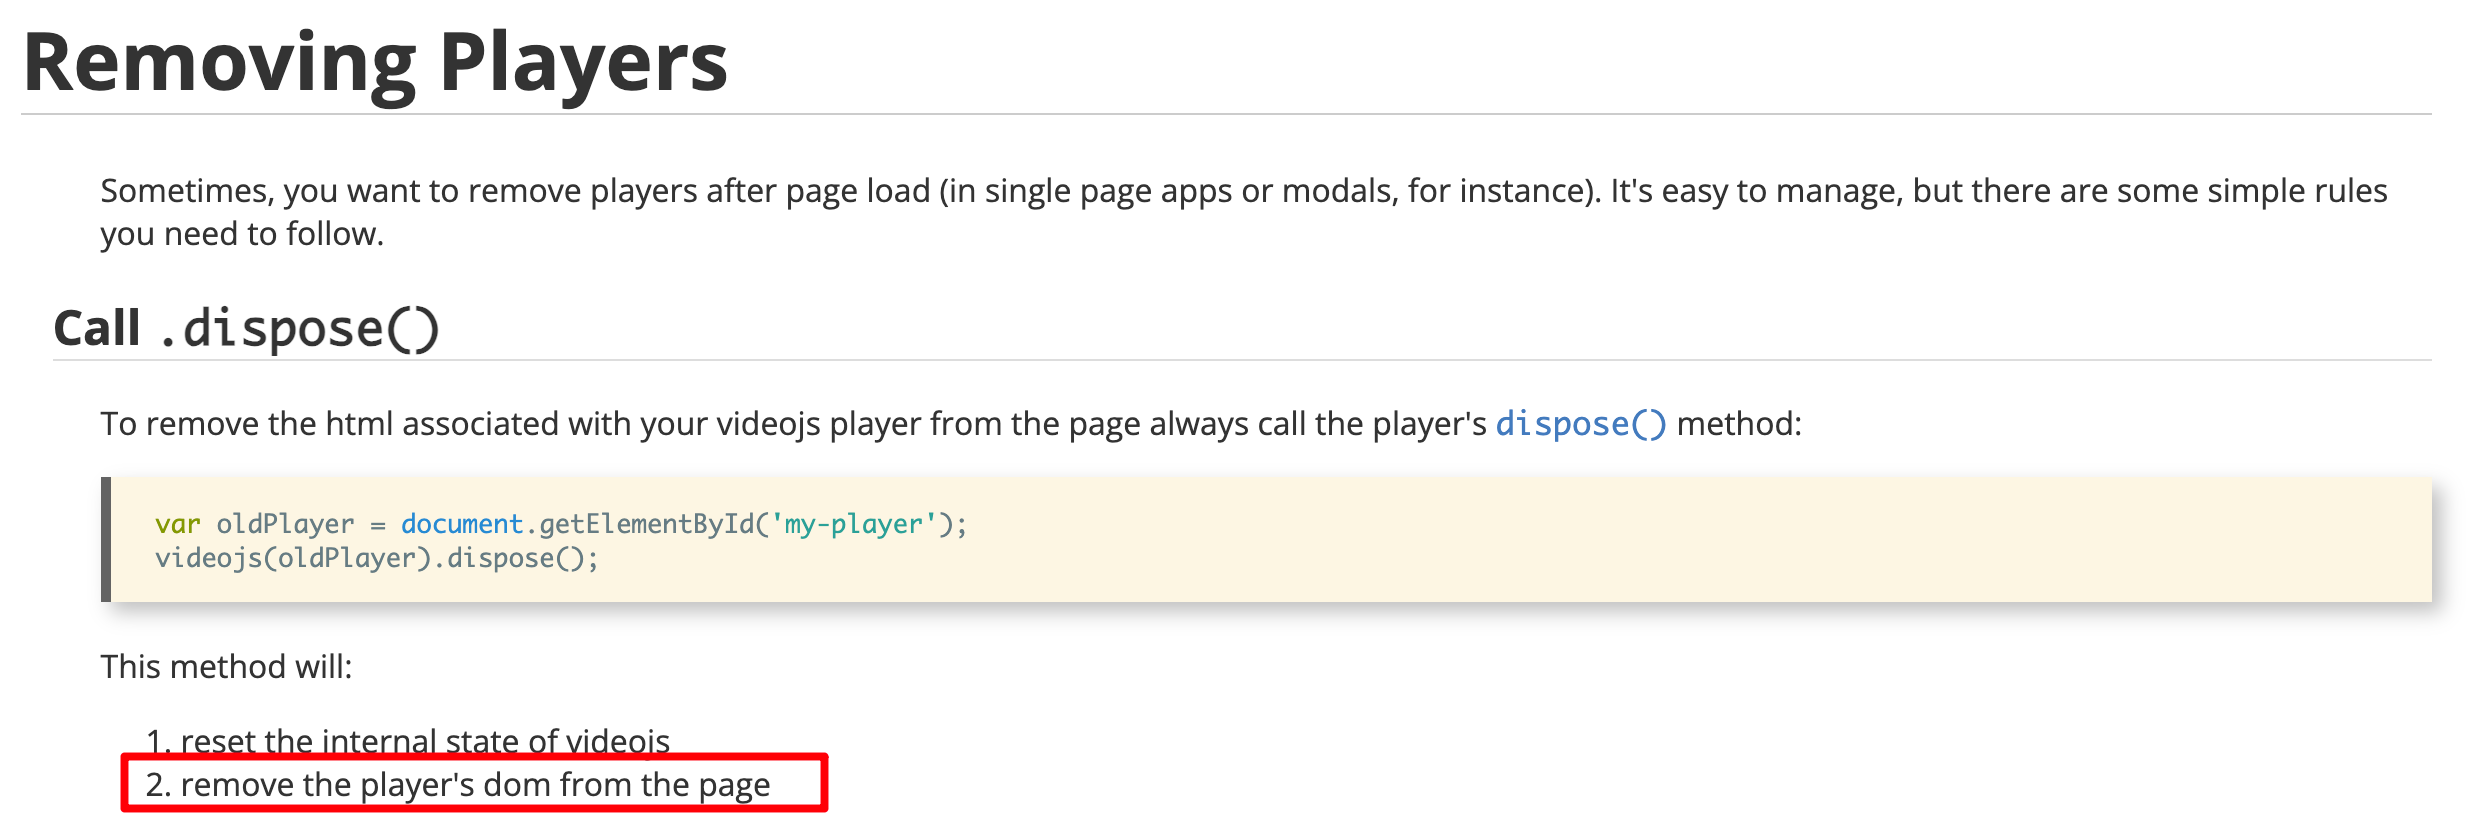 Removing Players
Sometimes, you want to remove players after page load (in single page apps or modals, for instance). It's easy to manage, but there are some simple rules
you need to follow.
Call .dispose()
To remove the html associated with your videojs player from the page always call the player's dispose() method:
var oldPlayer = document.getElementById('my-player');
videojs(oldPlayer).dispose();
This method will:
1. reset the internal state of videojs
2. remove the player's dom from the page